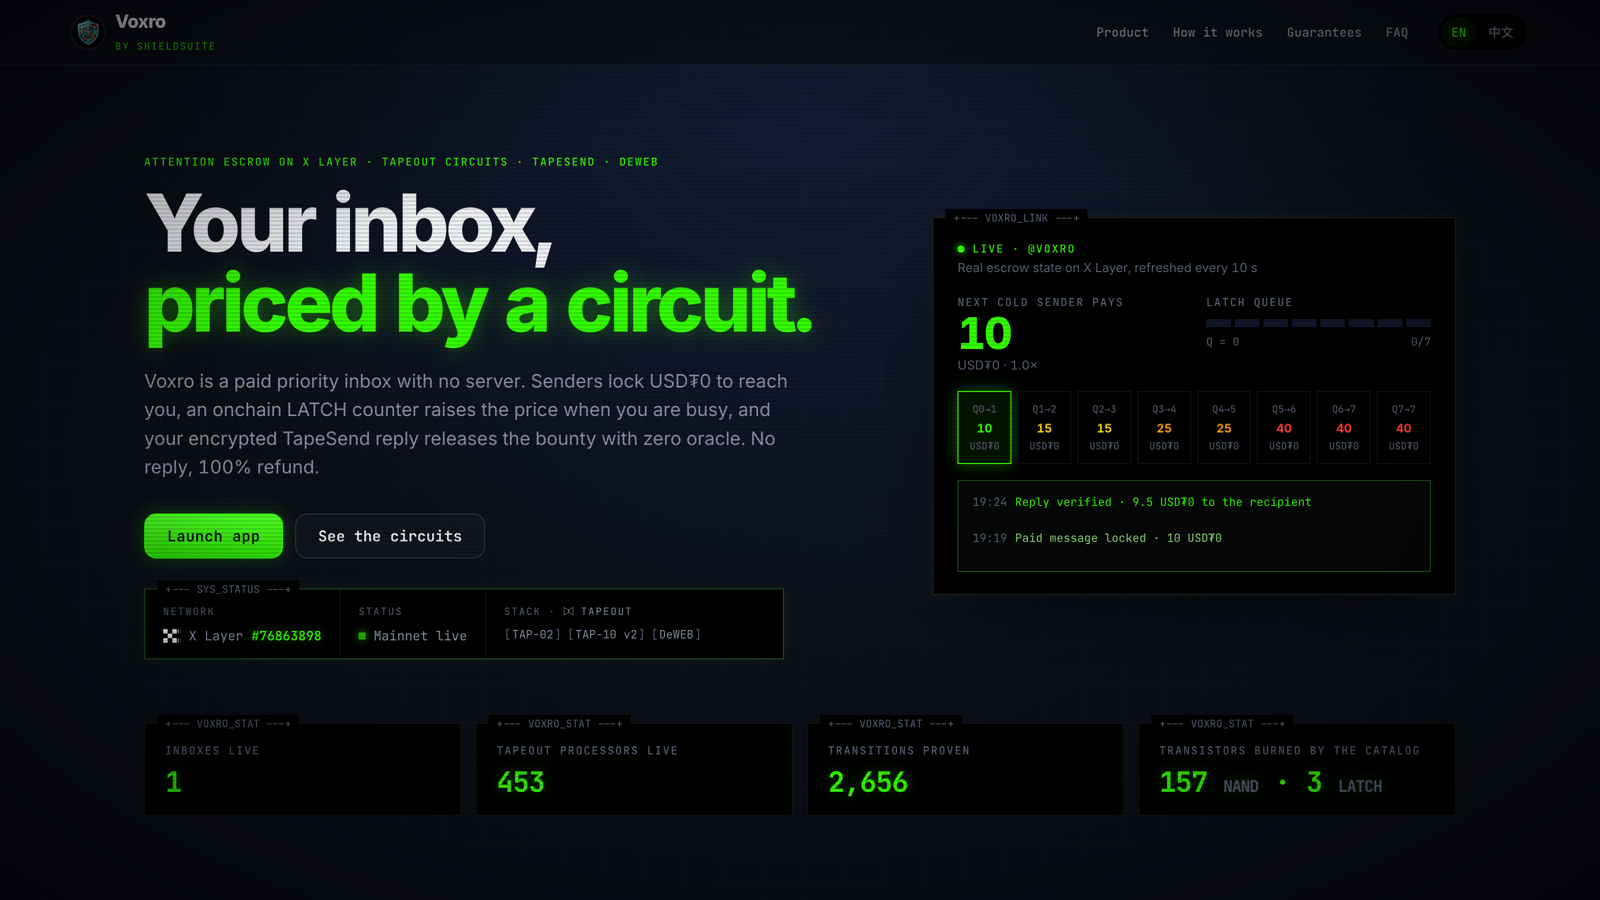 Voxro
BY SHIELDSUITE
Product
How it works
Guarantees
FAQ
EN
中文
ATTENTION ESCROW ON X LAYER · TAPEOUT CIRCUITS · TAPESEND · DEWEB
Your inbox,
priced by a circuit.
Voxro is a paid priority inbox with no server. Senders lock USD₮0 to reach
you, an onchain LATCH counter raises the price when you are busy, and
your encrypted TapeSend reply releases the bounty with zero oracle. No
reply, 100% refund.
Launch app
See the circuits
+--- SYS_STATUS ---+
NETWORK
X Layer #76863898
STATUS
Mainnet live
STACK · TAPEOUT
[TAP-02] [TAP-10 v2] [DeWEB]
+--- VOXRO_LINK ---+
LIVE · @VOXRO
Real escrow state on X Layer, refreshed every 10 s
NEXT COLD SENDER PAYS
10
USD₮0 · 1.0×
LATCH QUEUE
Q = 0
0/7
Q0→1
10
USD₮0
Q1→2
15
USD₮0
Q2→3
15
USD₮0
Q3→4
25
USD₮0
Q4→5
25
USD₮0
Q5→6
40
USD₮0
Q6→7
40
USD₮0
Q7→7
40
USD₮0
19:24 Reply verified · 9.5 USD₮0 to the recipient
19:19 Paid message locked · 10 USD₮0
+--- VOXRO_STAT ---+
INBOXES LIVE
1
+--- VOXRO_STAT ---+
TAPEOUT PROCESSORS LIVE
453
+--- VOXRO_STAT ---+
TRANSITIONS PROVEN
2,656
+--- VOXRO_STAT ---+
TRANSISTORS BURNED BY THE CATALOG
157 NAND · 3 LATCH